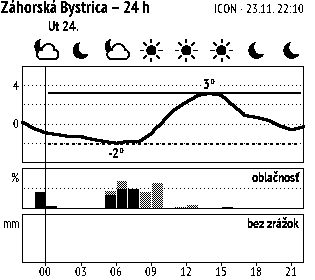 Záhorská Bystrica – 24 h
ICON · 23.11. 22:10
Ut 24.
4
3°
0
-2°
%
oblačnosť
mm
bez zrážok
00 03 06 09 12 15 18 21